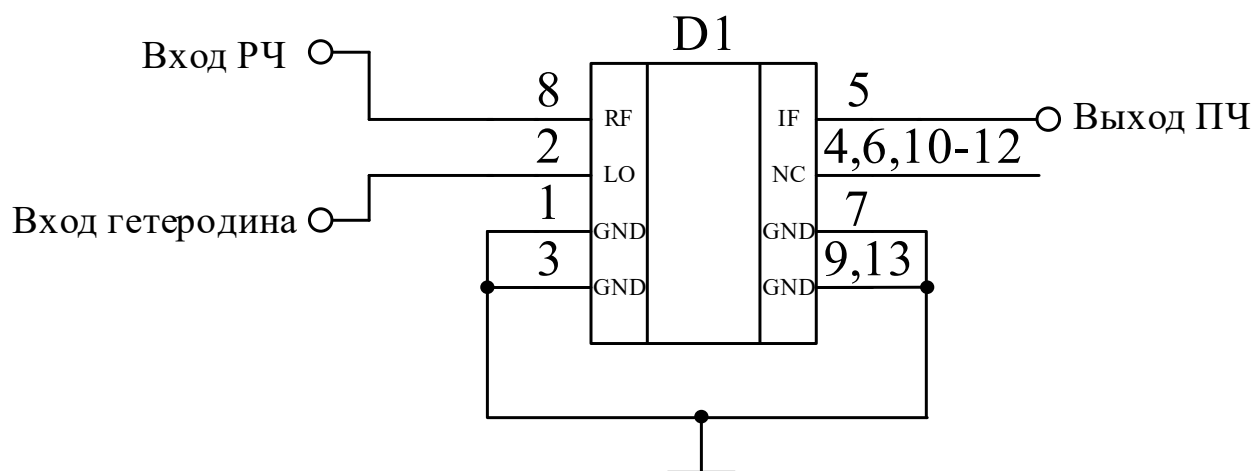 D1
Вход РЧ
8
RF
IF
5
Выход ПЧ
2
LO
NC
4,6,10-12
Вход гетеродина
1
GND
GND
7
3
GND
GND
9,13